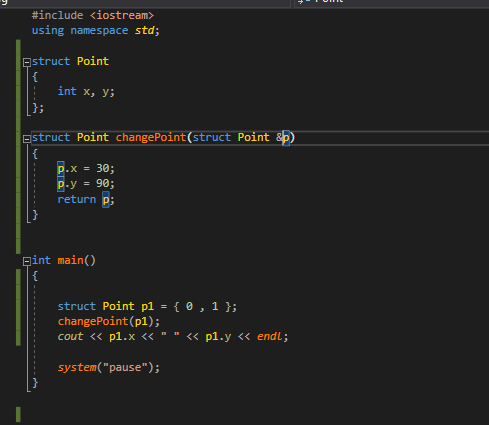 #include <iostream>
using namespace std;
struct Point
{
int x, y;
};
struct Point changePoint(struct Point &p)
{
p.x = 30;
p.y = 90;
return p;
}
int main()
{
struct Point p1 = { 0 , 1 };
changePoint(p1);
cout << p1.x << " " << p1.y << endl;
system("pause");
}